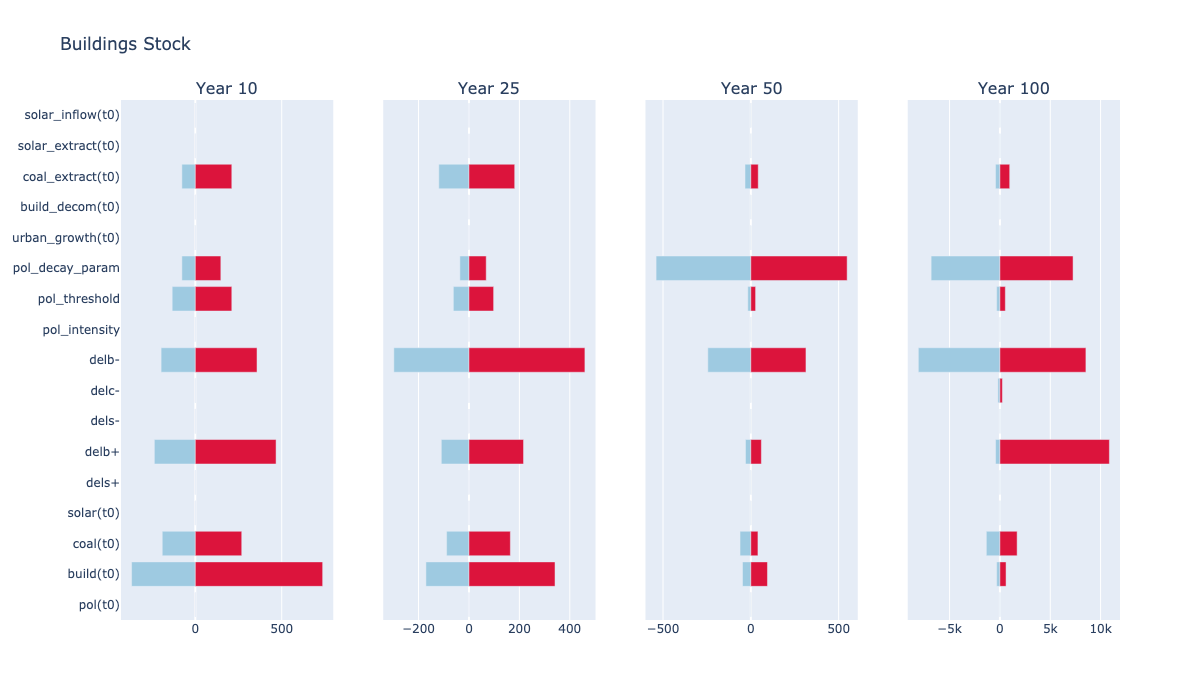 Buildings Stock
Year 10
Year 25
Year 50
Year 100
solar_inflow(t0)
solar_extract(t0)
coal_extract(t0)
build_decom(t0)
urban_growth(t0)
pol_decay_param
pol_threshold
pol_intensity
delb-
delc-
dels-
delb+
dels+
solar(t0)
coal(t0)
build(t0)
pol(t0)
0 500
−200 0 200 400
−500 0 500
−5k 0 5k 10k